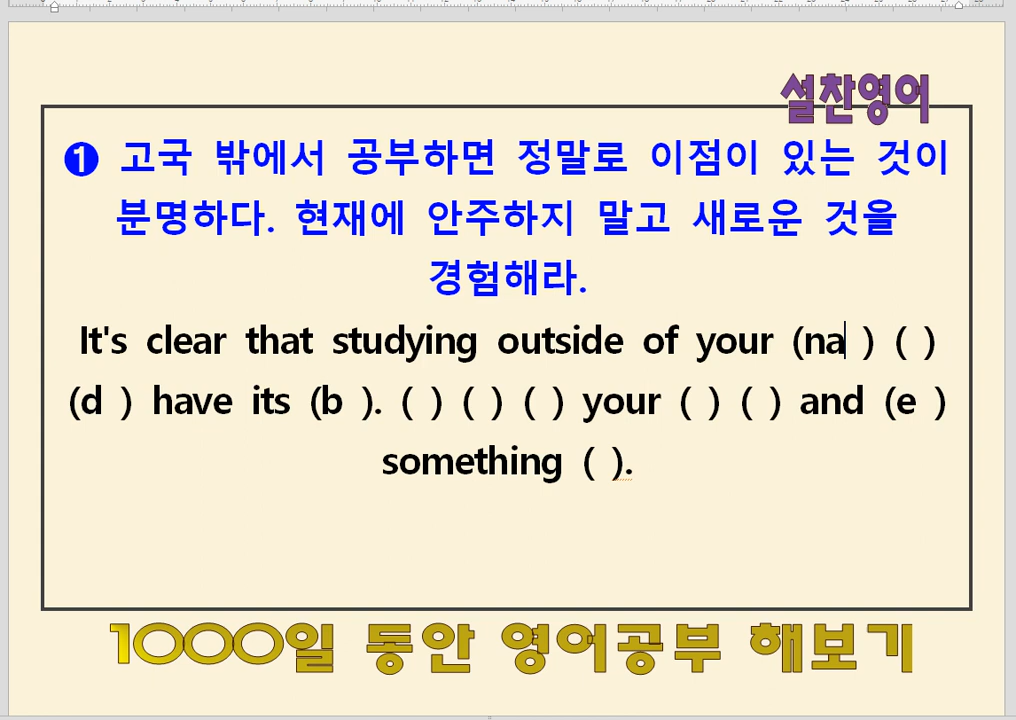 설찬영어
❶ 고국 밖에서 공부하면 정말로 이점이 있는 것이
분명하다. 현재에 안주하지 말고 새로운 것을
경험해라.
It's clear that studying outside of your (na ) ( )
(d ) have its (b ). ( ) ( ) ( ) your ( ) ( ) and (e )
something ( ).
1000일 동안 영어공부 해보기